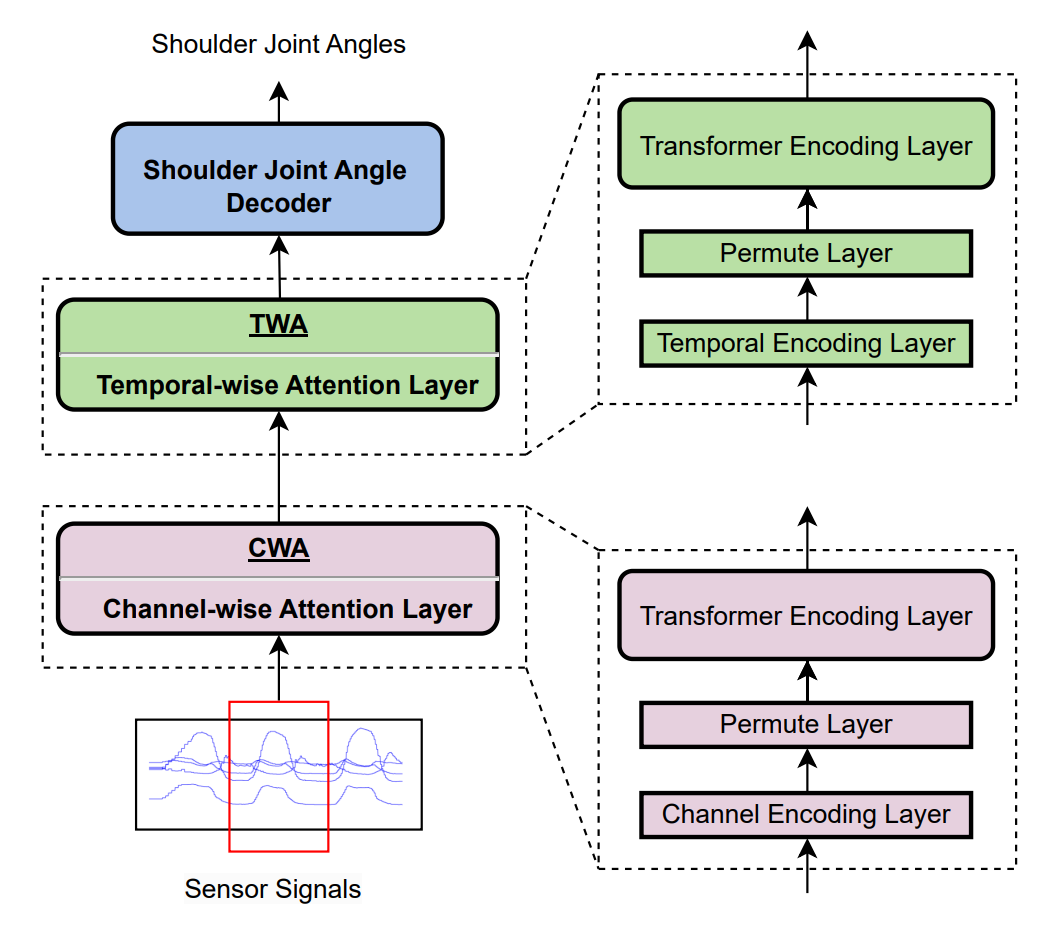 Shoulder Joint Angles
Shoulder Joint Angle
Decoder
TWA
Temporal-wise Attention Layer
CWA
Channel-wise Attention Layer
Sensor Signals
Transformer Encoding Layer
Permute Layer
Temporal Encoding Layer
Transformer Encoding Layer
Permute Layer
Channel Encoding Layer